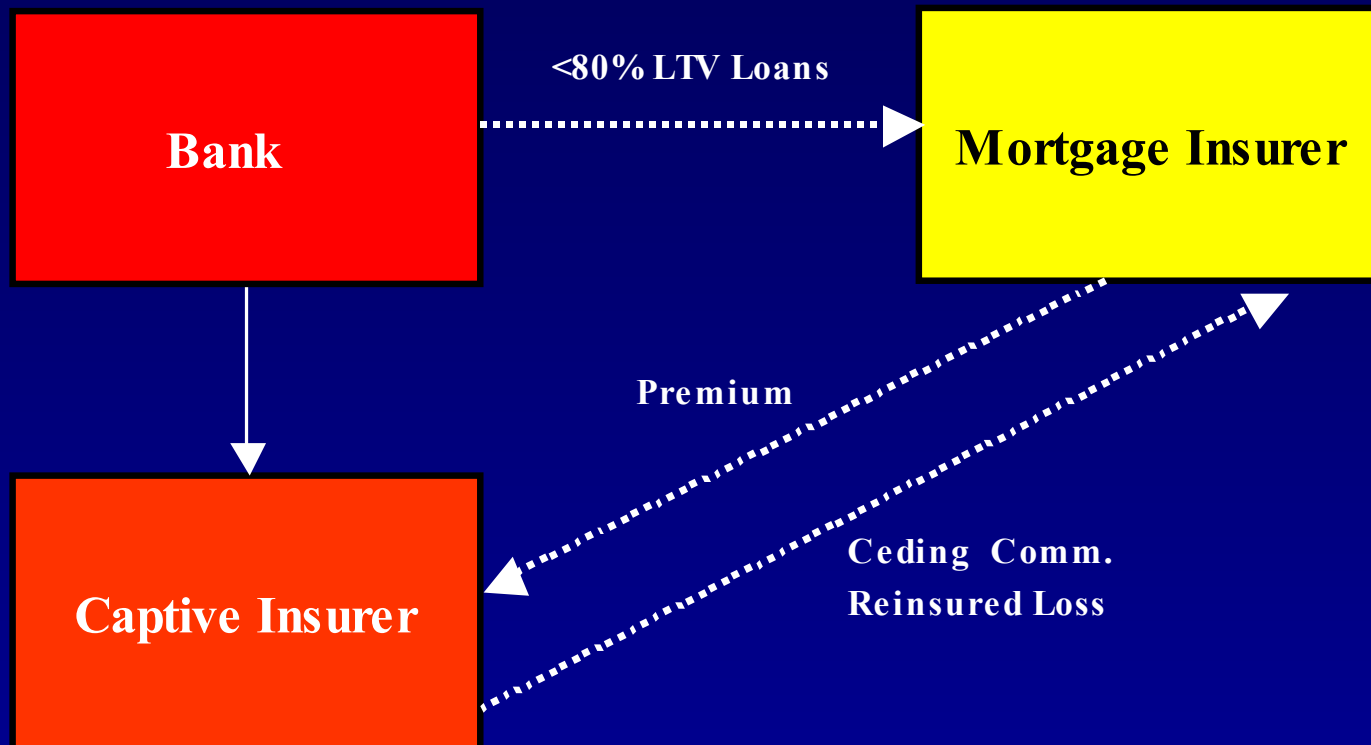 <80% LTV Loans
Bank
Mortgage Insurer
Premium
Ceding Comm.
Reinsured Loss
Captive Insurer